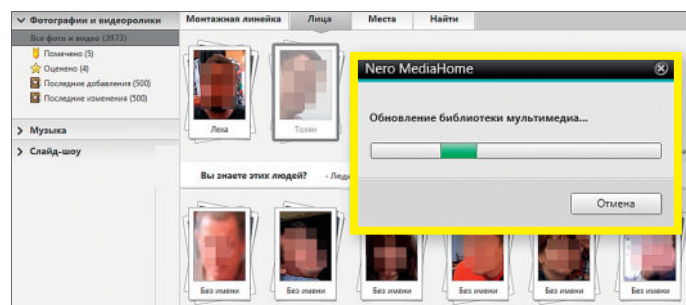 Фотографии и видеоролики
Монтажная линейка Лица Места Найти
Все фото и видео (3973)
Помечено (5)
Оценено (4)
Последние добавления (500)
Последние изменения (500)
Музыка
Слайд-шоу
Леха
Толян
Nero MediaHome
Обновление библиотеки мультимедиа...
Отмена
Вы знаете этих людей?
Без имени
Без имени
Без имени
Без имени
Без имени
Без имени